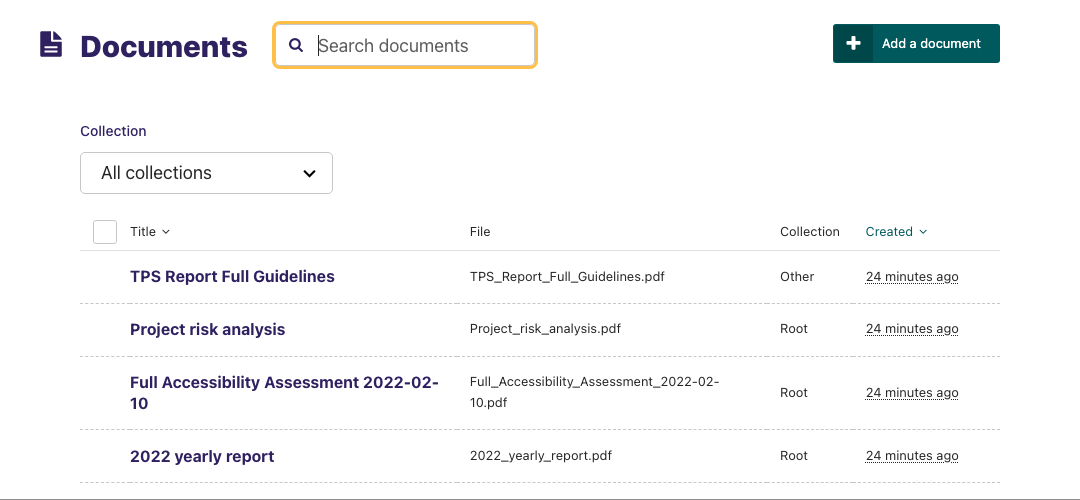 Documents
Search documents
Add a document
Collection
All collections
Title File Collection Created
TPS Report Full Guidelines TPS_Report_Full_Guidelines.pdf Other 24 minutes ago
Project risk analysis Project_risk_analysis.pdf Root 24 minutes ago
Full Accessibility Assessment 2022-02-
10
Full_Accessibility_Assessment_2022-02-
10.pdf
Root 24 minutes ago
2022 yearly report 2022_yearly_report.pdf Root 24 minutes ago